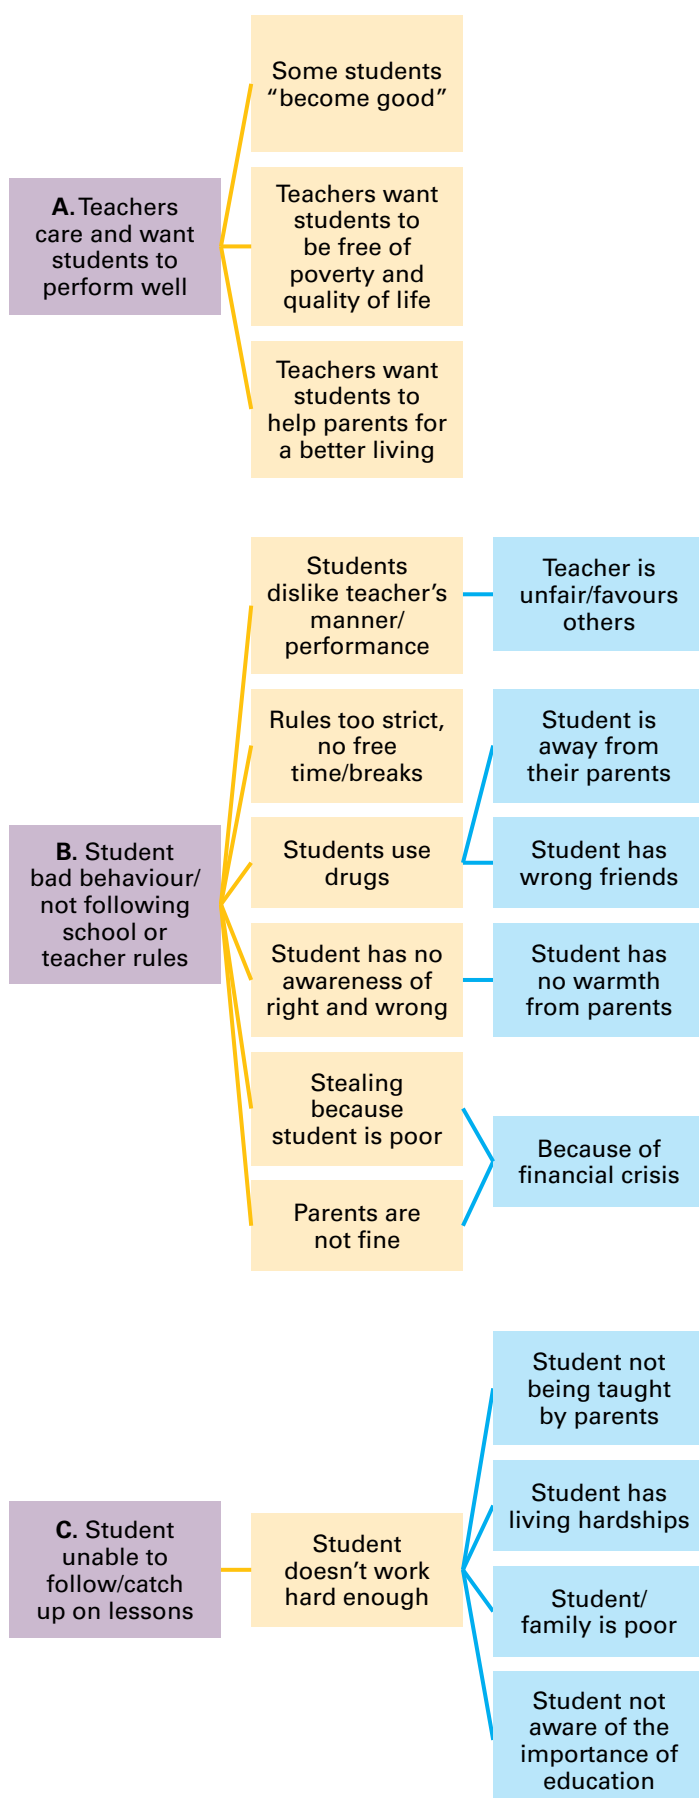 Some students
“become good”
A. Teachers
care and want
students to
perform well
Teachers want
students to
be free of
poverty and
quality of life
Teachers want
students to
help parents for
a better living
Students
dislike teacher’s
manner/
performance
Teacher is
unfair/favours
others
Rules too strict,
no free
time/breaks
Student is
away from
their parents
B. Student
bad behaviour/
not following
school or
teacher rules
Students use
drugs
Student has
wrong friends
Student has no
awareness of
right and wrong
Student has
no warmth
from parents
Stealing
because
student is poor
Because of
financial crisis
Parents are
not fine
Student not
being taught
by parents
Student has
living hardships
C. Student
unable to
follow/catch
up on lessons
Student
doesn’t work
hard enough
Student/
family is poor
Student not
aware of the
importance of
education